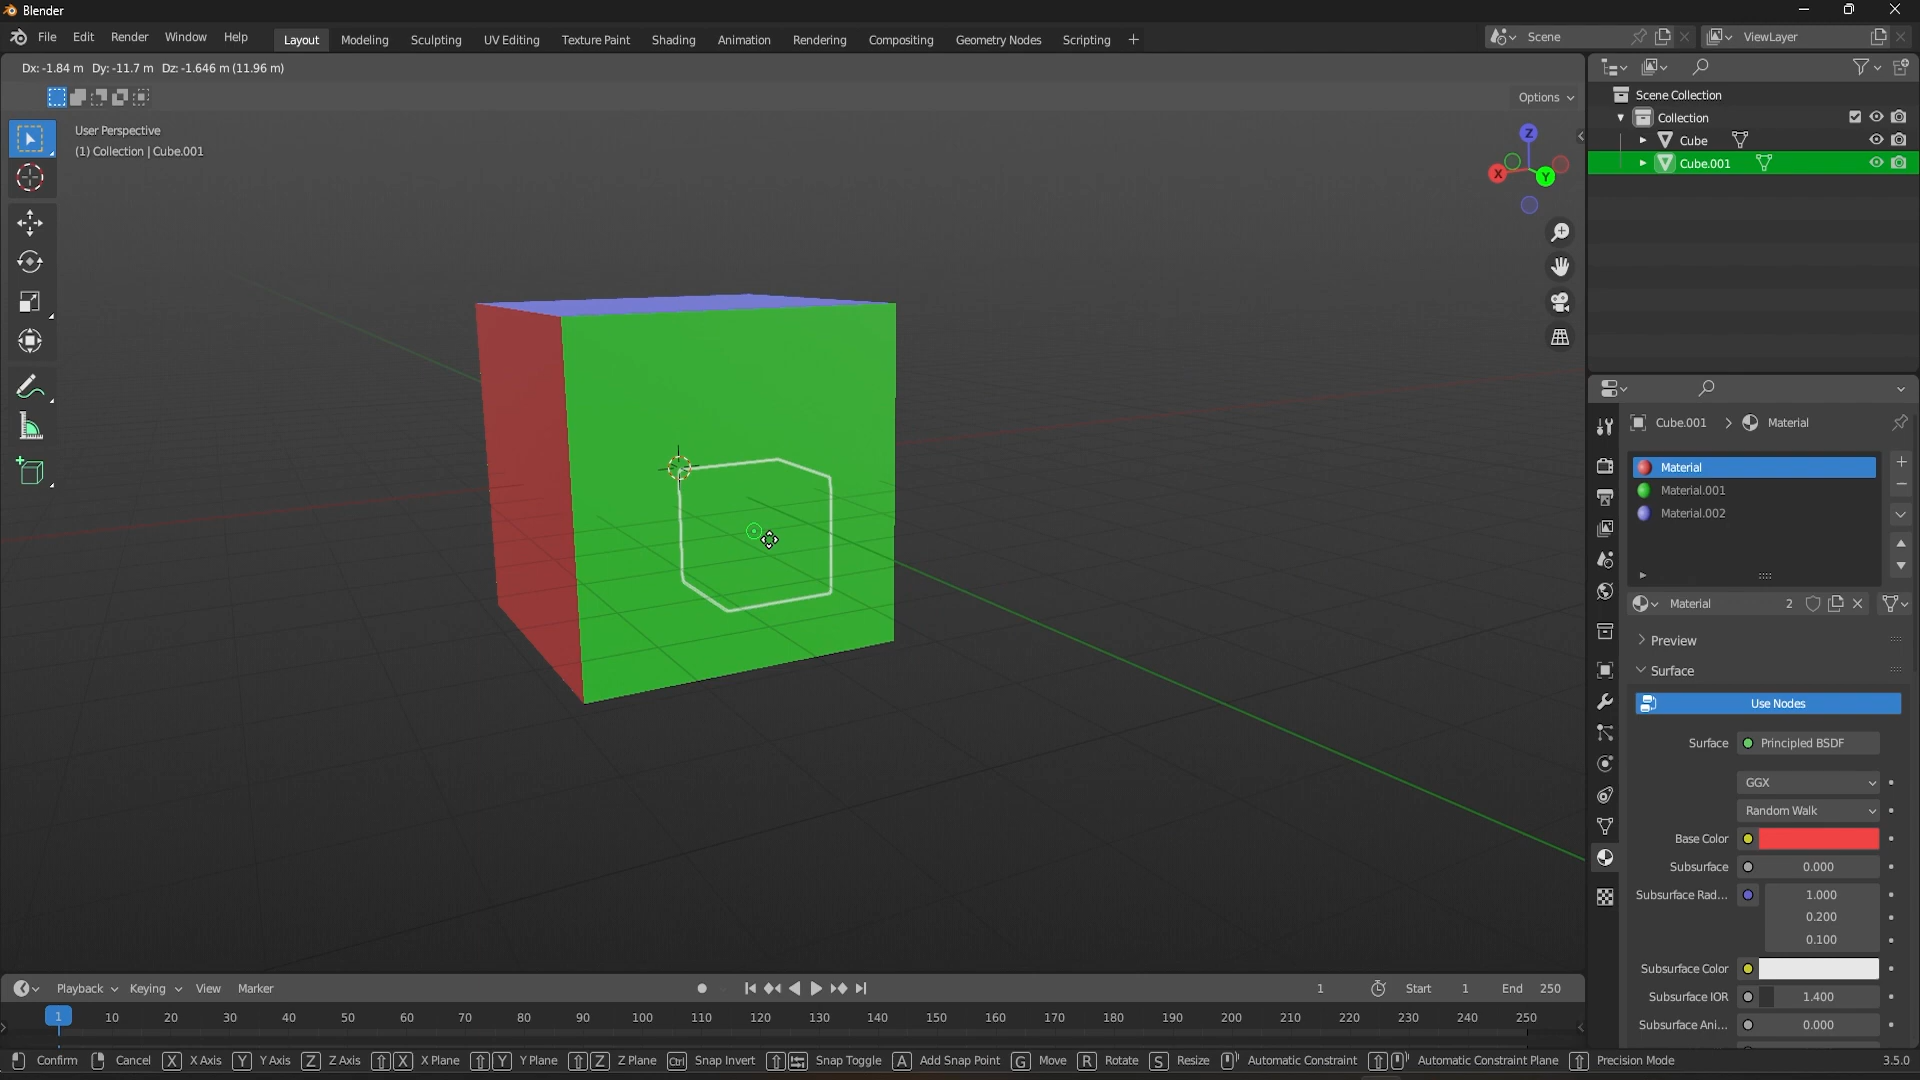 Blender
File Edit Render Window Help Layout Modeling Sculpting UV Editing Texture Paint Shading Animation Rendering Compositing Geometry Nodes Scripting + Scene ViewLayer
Dx: -1.84 m Dy: -11.7 m Dz: -1.646 m (11.96 m)
Options
User Perspective
(1) Collection | Cube.001
Z
X
Y
Scene Collection
Collection
Cube
Cube.001
Cube.001 > Material
Material
Material.001
Material.002
Material 2
Preview
Surface
Use Nodes
Surface Principled BSDF
GGX
Random Walk
Base Color
Subsurface 0.000
Subsurface Rad... 1.000
0.200
0.100
Subsurface Color
Subsurface IOR 1.400
Subsurface Ani... 0.000
Playback Keying View Marker 1 Start 1 End 250
1 10 20 30 40 50 60 70 80 90 100 110 120 130 140 150 160 170 180 190 200 210 220 230 240 250
Confirm Cancel X X Axis Y Y Axis Z Z Axis X X Plane Y Y Plane Z Z Plane Ctrl Snap Invert Snap Toggle A Add Snap Point G Move R Rotate S Resize Automatic Constraint Automatic Constraint Plane Precision Mode 3.5.0